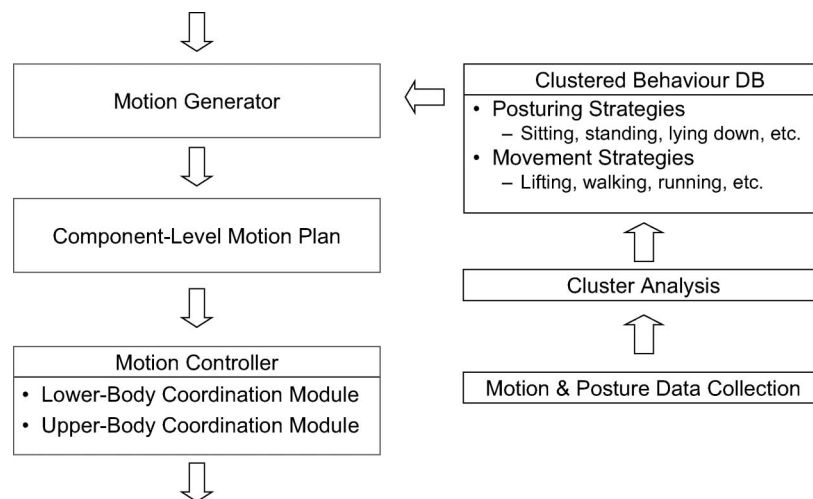 Motion Generator
Component-Level Motion Plan
Motion Controller
• Lower-Body Coordination Module
• Upper-Body Coordination Module
Clustered Behaviour DB
• Posturing Strategies
– Sitting, standing, lying down, etc.
• Movement Strategies
– Lifting, walking, running, etc.
Cluster Analysis
Motion & Posture Data Collection